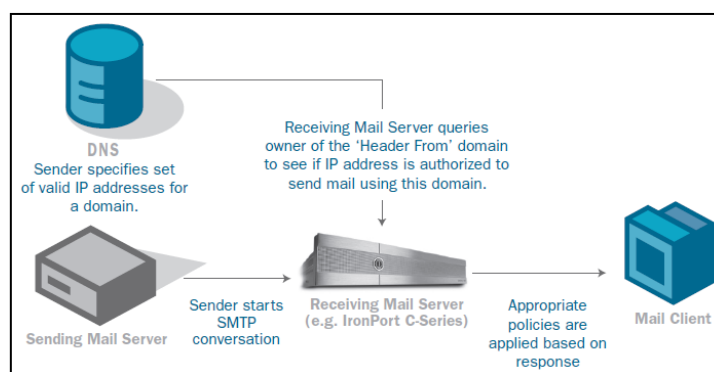 DNS
Sender specifies set
of valid IP addresses for
a domain.
Receiving Mail Server queries
owner of the 'Header From' domain
to see if IP address is authorized to
send mail using this domain.
Sending Mail Server
Sender starts
SMTP
conversation
Receiving Mail Server
(e.g. IronPort C-Series)
Appropriate
policies are
applied based on
response
Mail Client